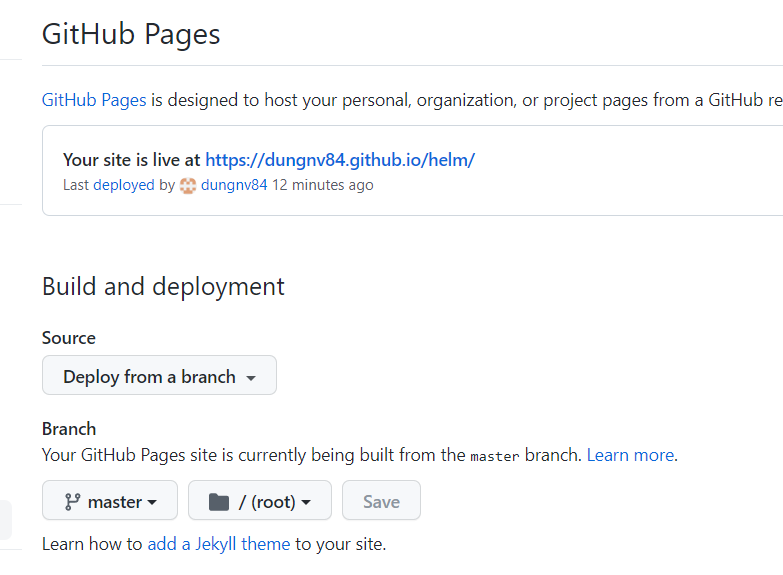 GitHub Pages
GitHub Pages is designed to host your personal, organization, or project pages from a GitHub re
Your site is live at https://dungnv84.github.io/helm/
Last deployed by dungnv84 12 minutes ago
Build and deployment
Source
Deploy from a branch
Branch
Your GitHub Pages site is currently being built from the master branch. Learn more.
master / (root) Save
Learn how to add a Jekyll theme to your site.